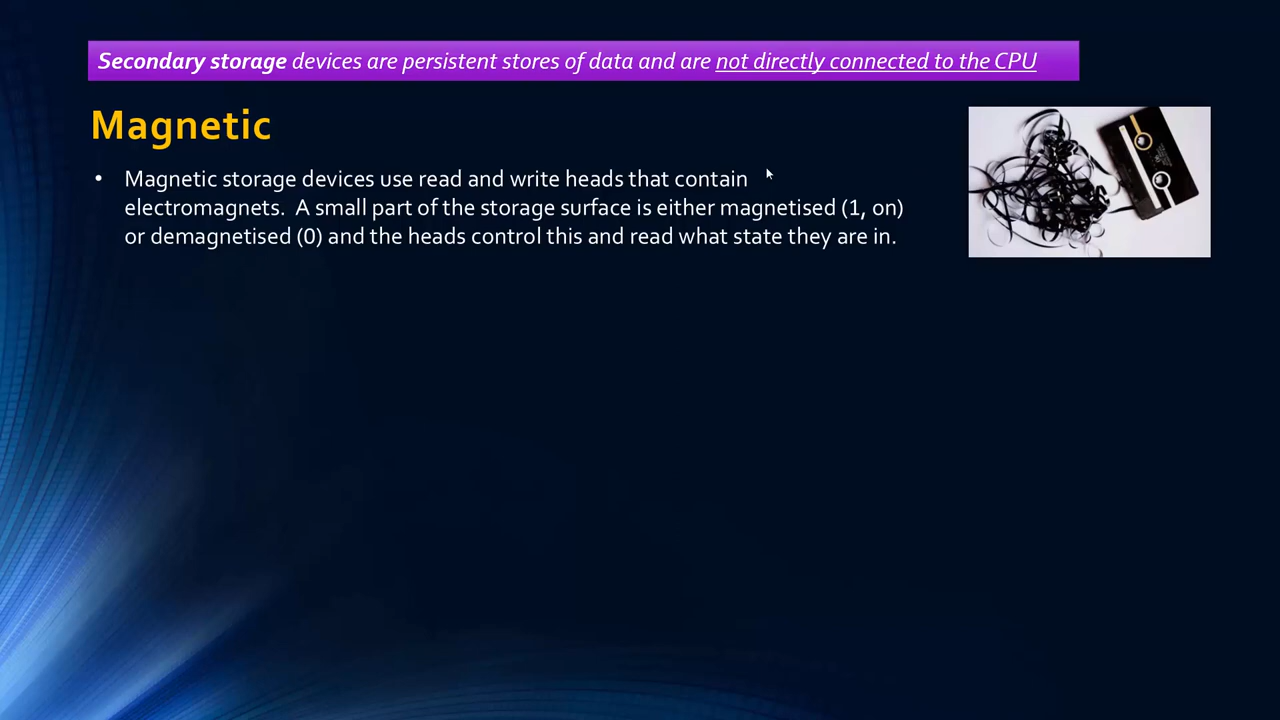 Secondary storage devices are persistent stores of data and are not directly connected to the CPU
Magnetic
• Magnetic storage devices use read and write heads that contain
electromagnets.  A small part of the storage surface is either magnetised (1, on)
or demagnetised (0) and the heads control this and read what state they are in.